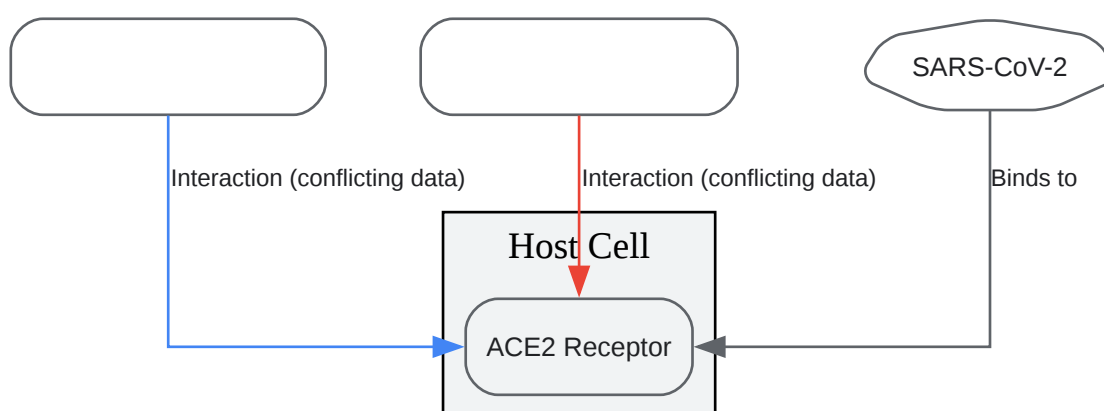 SARS-CoV-2
Interaction (conflicting data)
Interaction (conflicting data)
Binds to
Host Cell
ACE2 Receptor